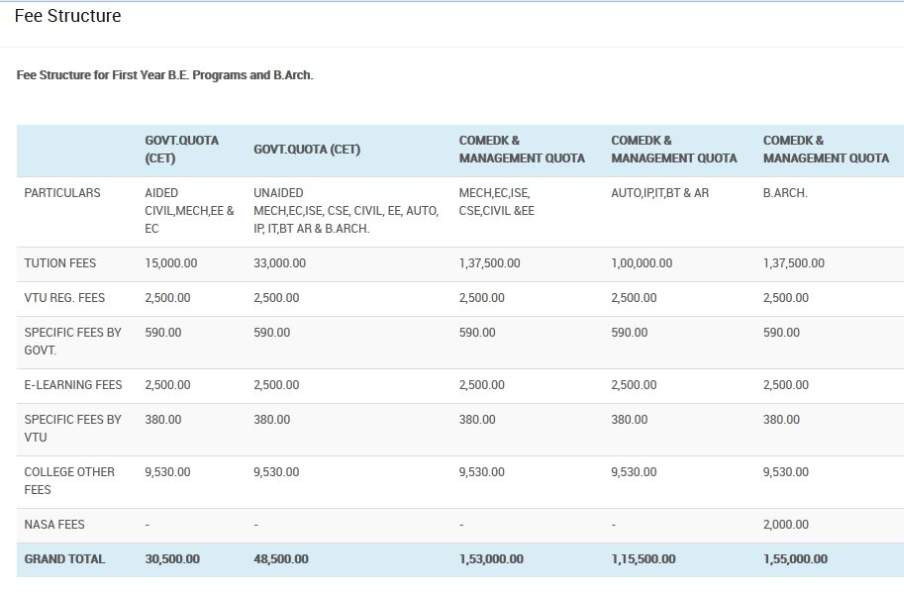 Fee Structure
Fee Structure for First Year B.E. Programs and B.Arch.
GOVT.QUOTA (CET) GOVT.QUOTA (CET) COMEDK & MANAGEMENT QUOTA COMEDK & MANAGEMENT QUOTA COMEDK & MANAGEMENT QUOTA
PARTICULARS AIDED CIVIL,MECH,EE & EC UNAIDED MECH,EC,ISE, CSE, CIVIL, EE, AUTO, IP, IT,BT AR & B.ARCH. MECH,EC,ISE, CSE,CIVIL &EE AUTO,IP,IT,BT & AR B.ARCH.
TUTION FEES 15,000.00 33,000.00 1,37,500.00 1,00,000.00 1,37,500.00
VTU REG. FEES 2,500.00 2,500.00 2,500.00 2,500.00 2,500.00
SPECIFIC FEES BY GOVT. 590.00 590.00 590.00 590.00 590.00
E-LEARNING FEES 2,500.00 2,500.00 2,500.00 2,500.00 2,500.00
SPECIFIC FEES BY VTU 380.00 380.00 380.00 380.00 380.00
COLLEGE OTHER FEES 9,530.00 9,530.00 9,530.00 9,530.00 9,530.00
NASA FEES - - - - 2,000.00
GRAND TOTAL 30,500.00 48,500.00 1,53,000.00 1,15,500.00 1,55,000.00